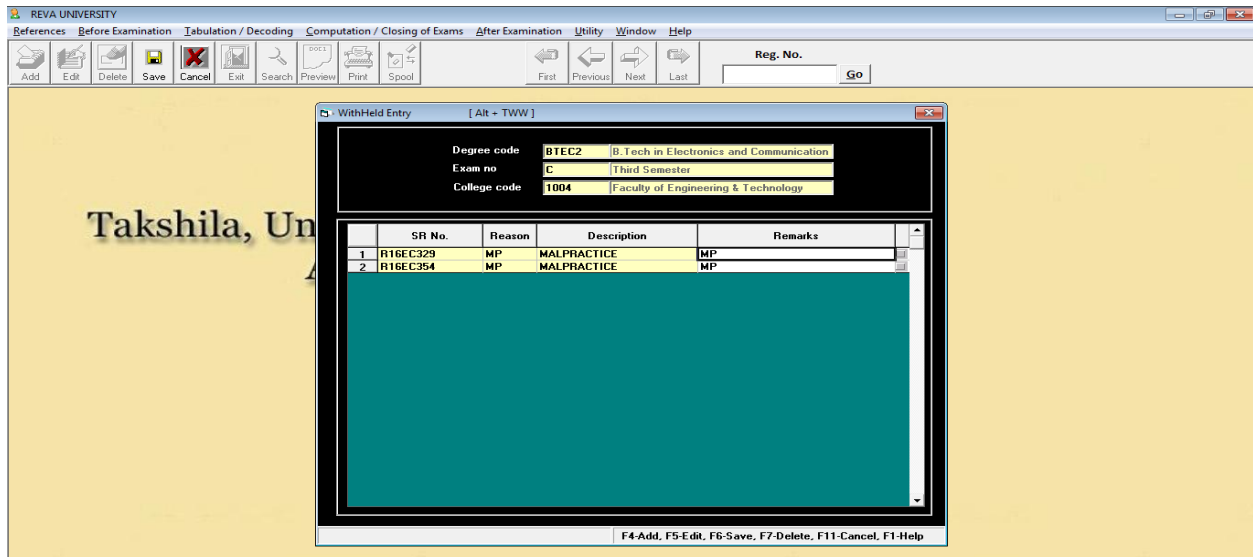 REVA UNIVERSITY
References Before Examination Tabulation / Decoding Computation / Closing of Exams After Examination Utility Window Help
DOC1
Reg. No.
Add Edit Delete Save Cancel Exit Search Preview Print Spool First Previous Next Last Go
WithHeld Entry [ Alt + TWW ]
Degree code BTEC2 B.Tech in Electronics and Communication
Exam no C Third Semester
College code 1004 Faculty of Engineering & Technology
Takshila, Un
A
SR No. Reason Description Remarks
1 R16EC329 MP MALPRACTICE MP
2 R16EC354 MP MALPRACTICE MP
F4-Add, F5-Edit, F6-Save, F7-Delete, F11-Cancel, F1-Help